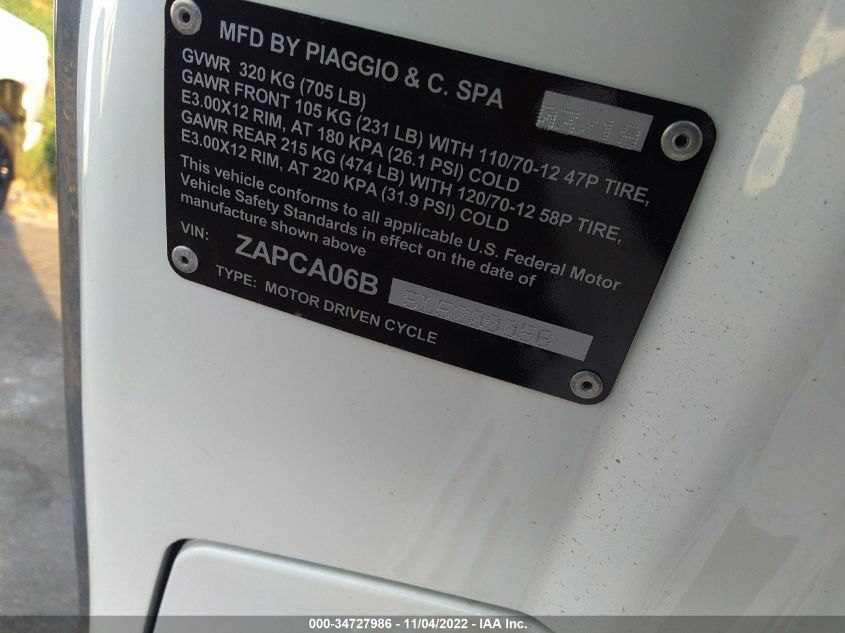 MFD BY PIAGGIO & C. SPA
03/19
GVWR 320 KG (705 LB)
GAWR FRONT 105 KG (231 LB) WITH 110/70-12 47P TIRE,
E3.00X12 RIM, AT 180 KPA (26.1 PSI) COLD
GAWR REAR 215 KG (474 LB) WITH 120/70-12 58P TIRE,
E3.00X12 RIM, AT 220 KPA (31.9 PSI) COLD
This vehicle conforms to all applicable U.S. Federal Motor
Vehicle Safety Standards in effect on the date of
manufacture shown above
VIN: ZAPCA06B
TYPE: MOTOR DRIVEN CYCLE
000-34727986 - 11/04/2022 - IAA Inc.